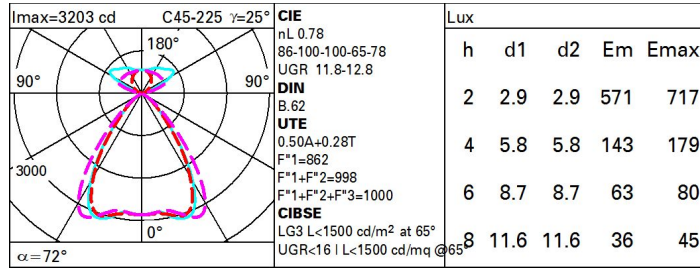 Imax=3203 cd C45-225 γ=25°
180°
90° 90°
3000
0°
α=72°
CIE
nL 0.78
86-100-100-65-78
UGR 11.8-12.8
DIN
B.62
UTE
0.50A+0.28T
F"1=862
F"1+F"2=998
F"1+F"2+F"3=1000
CIBSE
LG3 L<1500 cd/m² at 65°
UGR<16 | L<1500 cd/mq @65°
Lux
h d1 d2 Em Emax
2 2.9 2.9 571 717
4 5.8 5.8 143 179
6 8.7 8.7 63 80
8 11.6 11.6 36 45